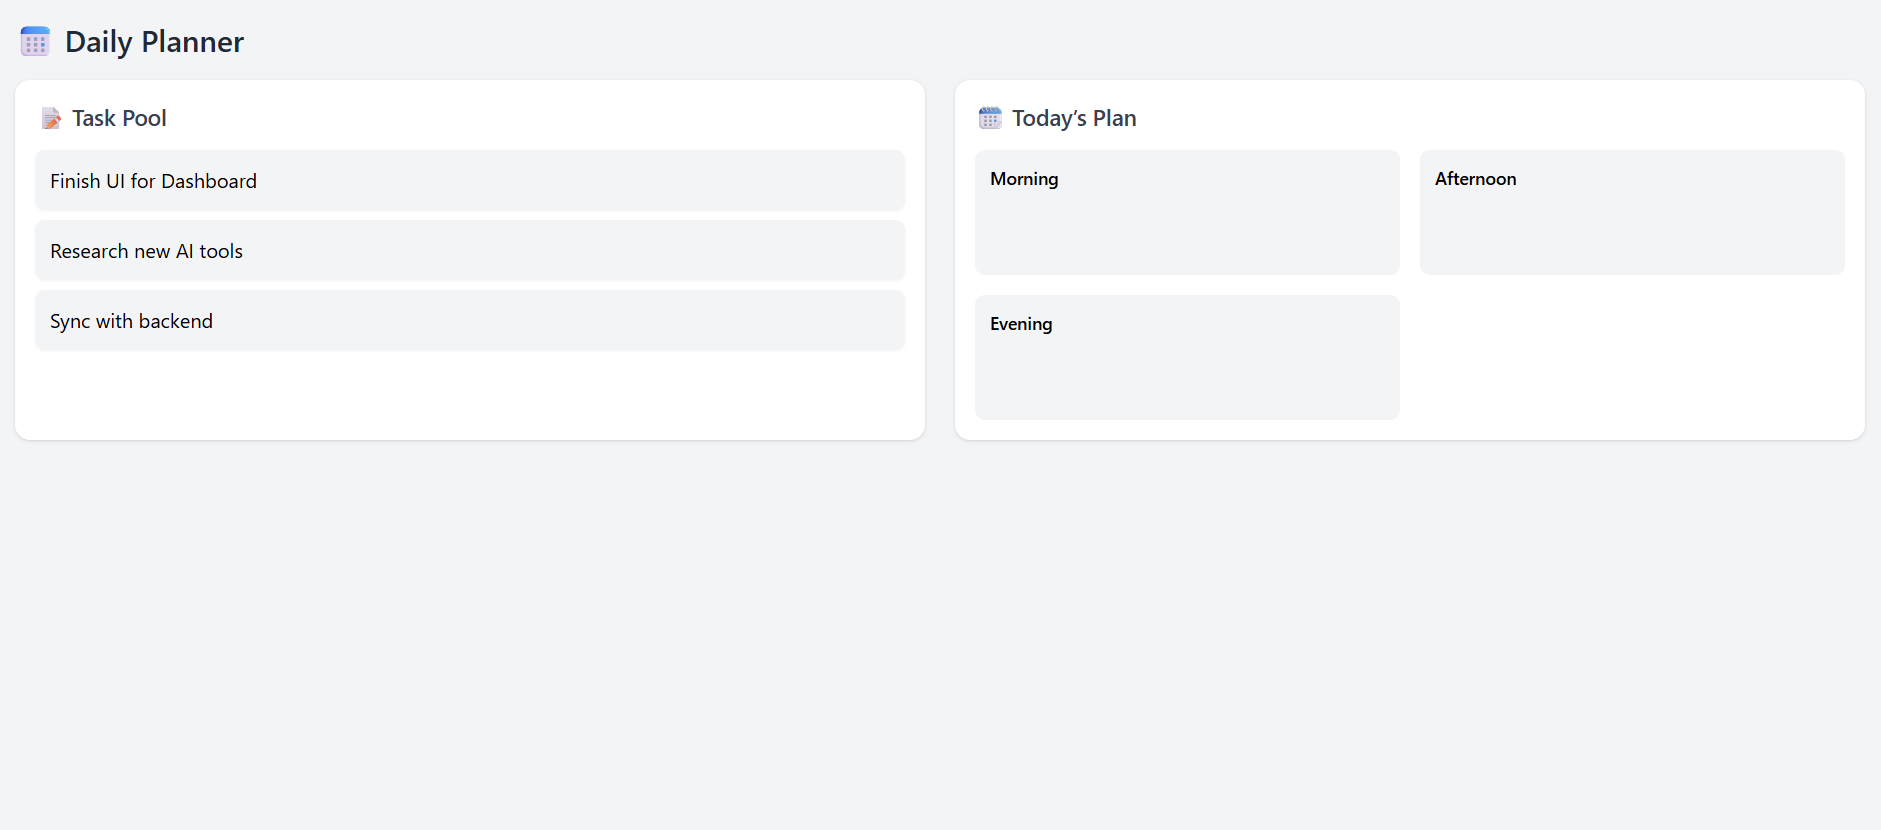 Daily Planner
Task Pool
Finish UI for Dashboard
Research new AI tools
Sync with backend
Today’s Plan
Morning
Afternoon
Evening